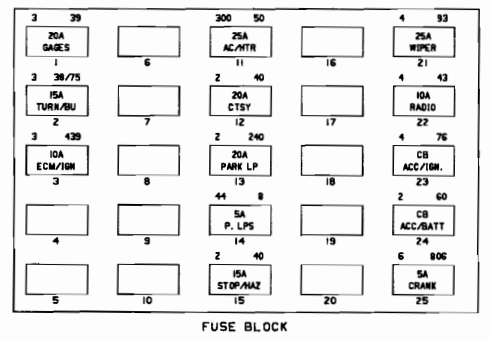 3 39 300 50 4 93
20A 25A 25A
GAGES AC/HTR WIPER
1 6 11 16 21
3 38/75 2 40 4 43
15A 20A 10A
TURN/BU CTSY RADIO
2 7 12 17 22
3 439 2 240 4 76
10A 20A CB
ECM/IGN PARK LP ACC/IGN.
3 8 13 18 23
44 8 2 60
5A CB
P. LPS ACC/BATT
4 9 14 19 24
2 40 6 806
15A 5A
STOP/HAZ CRANK
5 10 15 20 25
FUSE BLOCK